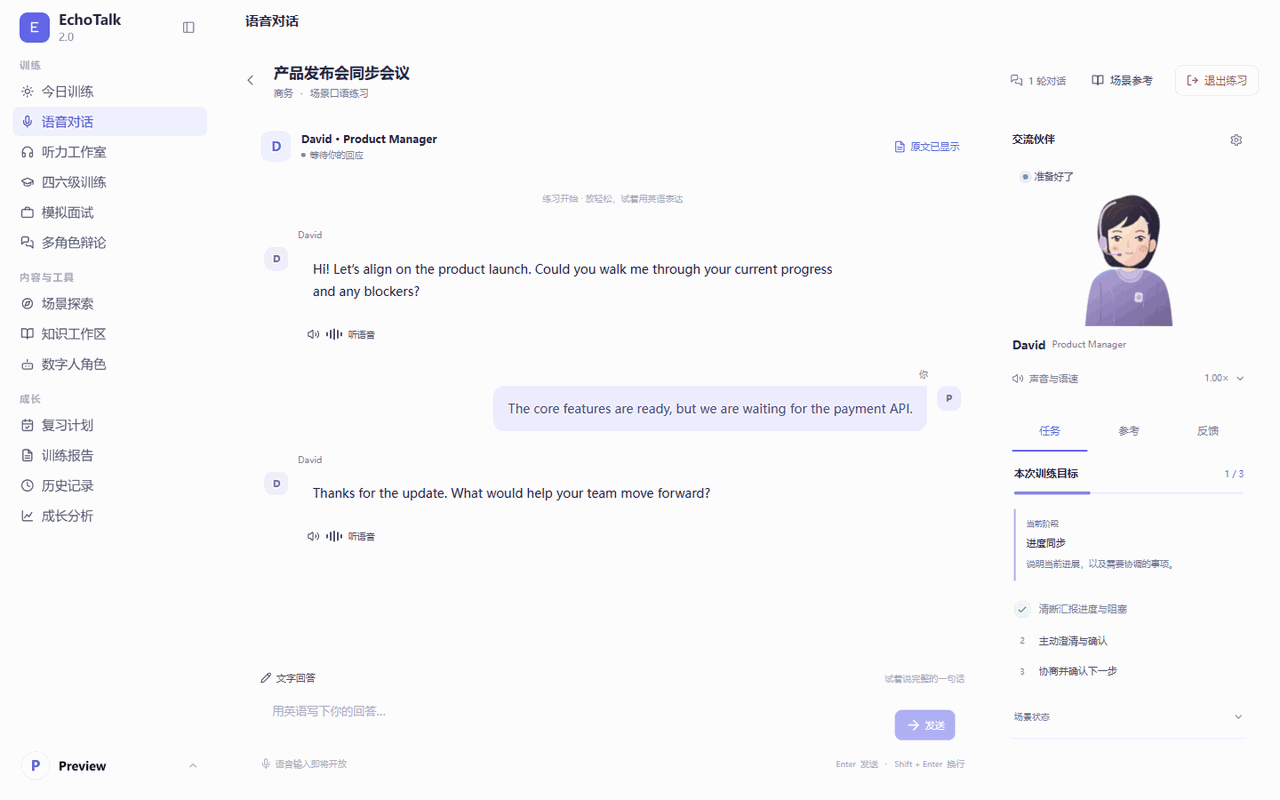 E
EchoTalk
2.0
训练
今日训练
语音对话
听力工作室
四六级训练
模拟面试
多角色辩论
内容与工具
场景探索
知识工作区
数字人角色
成长
复习计划
训练报告
历史记录
成长分析
P
Preview
语音对话
产品发布会同步会议
商务 · 场景口语练习
1 轮对话
场景参考
退出练习
D
David • Product Manager
等待你的回应
原文已显示
练习开始 · 放轻松，试着用英语表达
David
D
Hi! Let's align on the product launch. Could you walk me through your current progress
and any blockers?
听语音
你
The core features are ready, but we are waiting for the payment API.
P
David
D
Thanks for the update. What would help your team move forward?
听语音
文字回答
试着说完整的一句话
用英语写下你的回答...
发送
语音输入即将开放
Enter 发送 · Shift + Enter 换行
交流伙伴
准备好了
David Product Manager
声音与语速
1.00×
任务
参考
反馈
本次训练目标
1 / 3
当前阶段
进度同步
说明当前进展，以及需要协调的事项。
清晰汇报进度与阻塞
2 主动澄清与确认
3 协商并确认下一步
场景状态